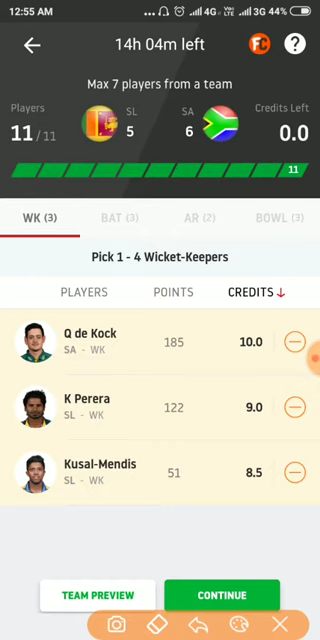 12:55 AM ... 4G Vo LTE 3G 44%
14h 04m left FC ?
Max 7 players from a team
Players SL SA Credits Left
11/11 5 6 0.0
11
WK (3) BAT (3) AR (2) BOWL (3)
Pick 1 - 4 Wicket-Keepers
PLAYERS POINTS CREDITS ↓
Q de Kock 185 10.0
SA - WK
K Perera 122 9.0
SL - WK
Kusal-Mendis 51 8.5
SL - WK
TEAM PREVIEW CONTINUE